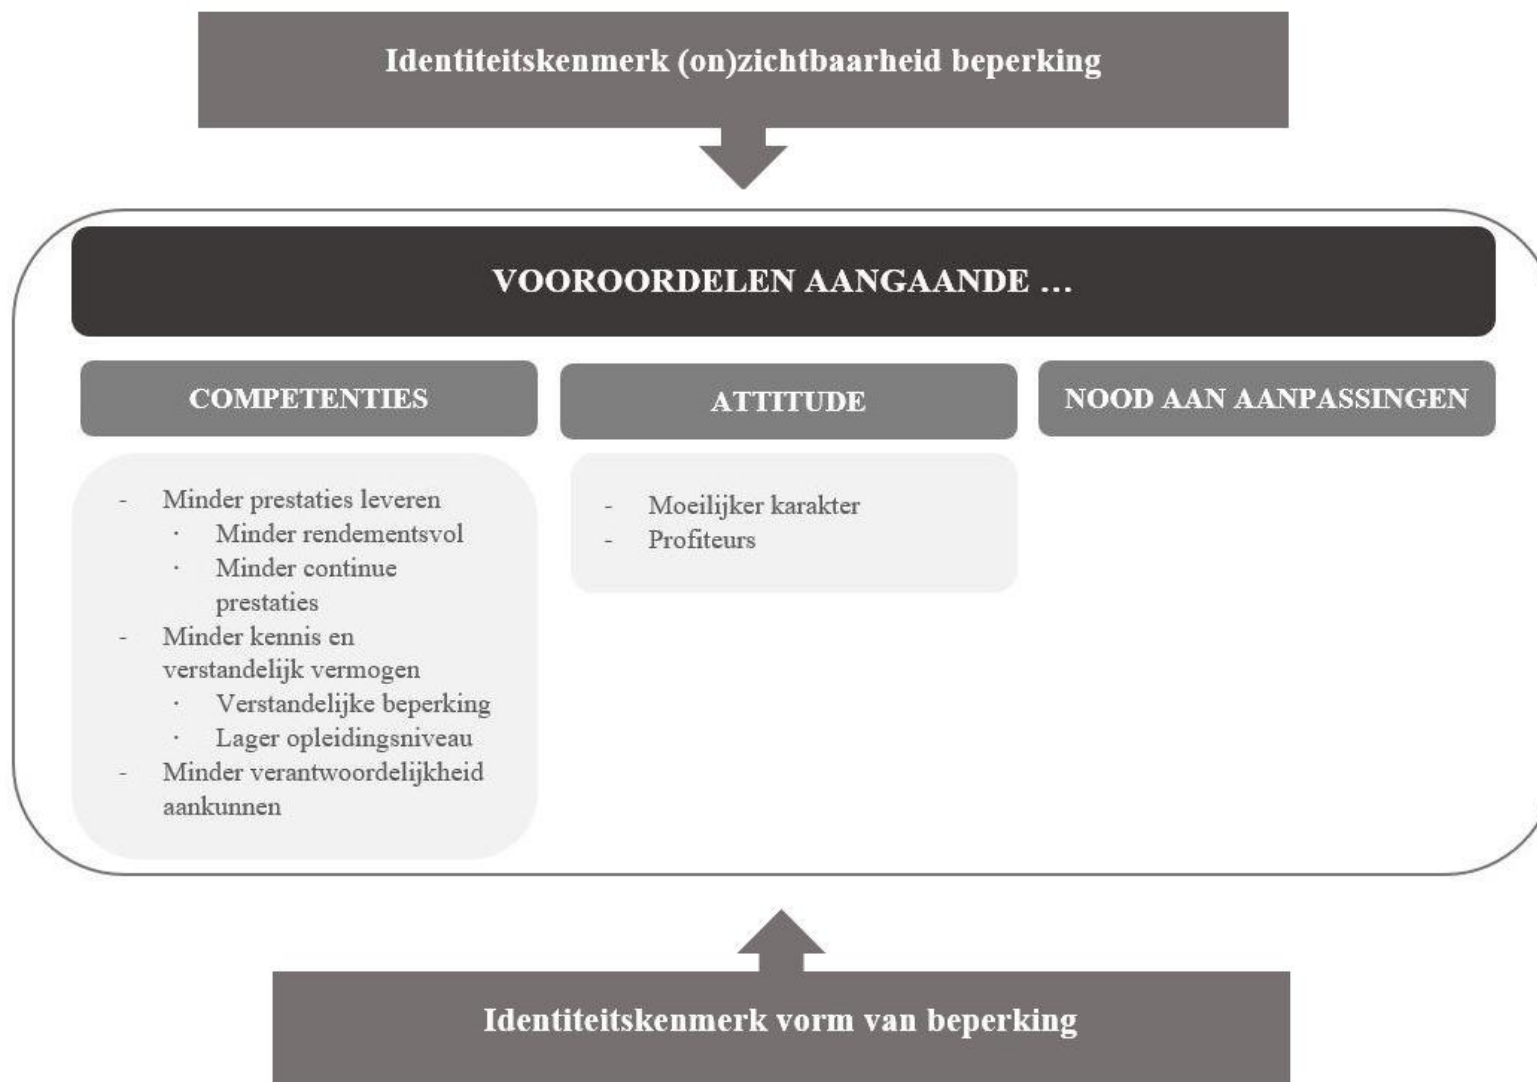 Identiteitskenmerk (on)zichtbaarheid beperking
VOOROORDELEN AANGAANDE …
COMPETENTIES
- Minder prestaties leveren
· Minder rendementsvol
· Minder continue
prestaties
- Minder kennis en
verstandelijk vermogen
· Verstandelijke beperking
· Lager opleidingsniveau
- Minder verantwoordelijkheid
aankunnen
ATTITUDE
- Moeilijker karakter
- Profiteurs
NOOD AAN AANPASSINGEN
Identiteitskenmerk vorm van beperking